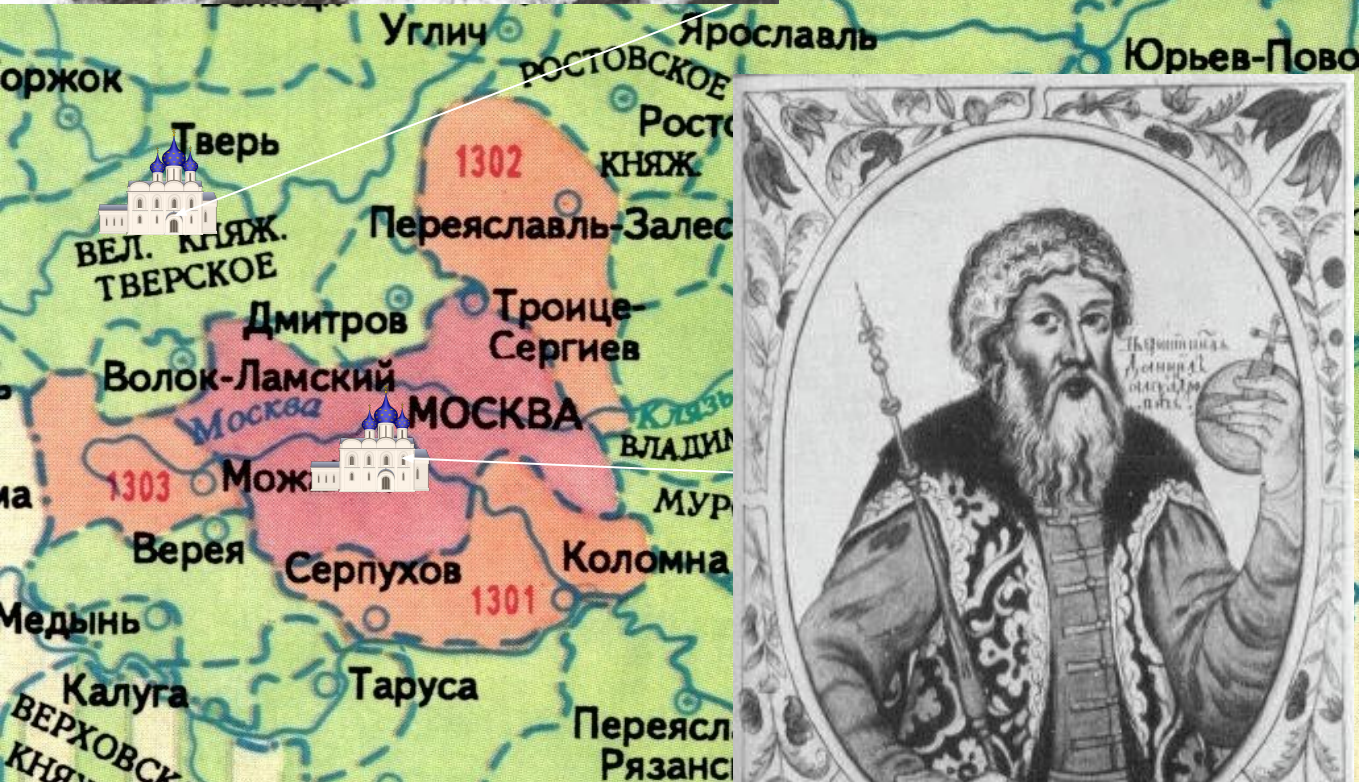 Углич
Ярославль
Юрьев-Пово
РОСТОВСКОЕ
оржок
Росто
Тверь
1302
КНЯЖ.
Переяславль-Залес
ВЕЛ. КНЯЖ.
ТВЕРСКОЕ
Троице-
Сергиев
Дмитров
Волок-Ламский
Москва
МОСКВА
Клязь
ВЛАДИМ
1303
Мож
ма
МУР
Верея
Серпухов
Коломна
1301
Медынь
Калуга
Таруса
ВЕРХОВСК
КНЯ
Переясл
Рязанс